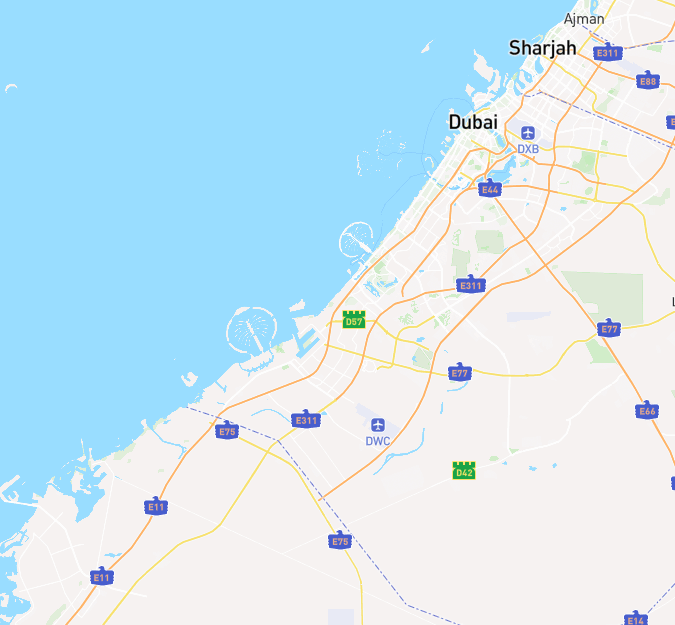 Ajman
Sharjah
E311
E88
Dubai
DXB
E44
E311
D57
E77
E77
E66
E311
E75
DWC
D42
E11
E75
E11
E14